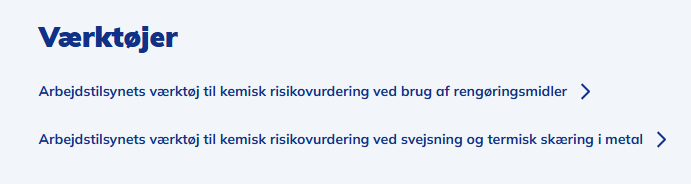 Værktøjer
Arbejdstilsynets værktøj til kemisk risikovurdering ved brug af rengøringsmidler
Arbejdstilsynets værktøj til kemisk risikovurdering ved svejsning og termisk skæring i metal